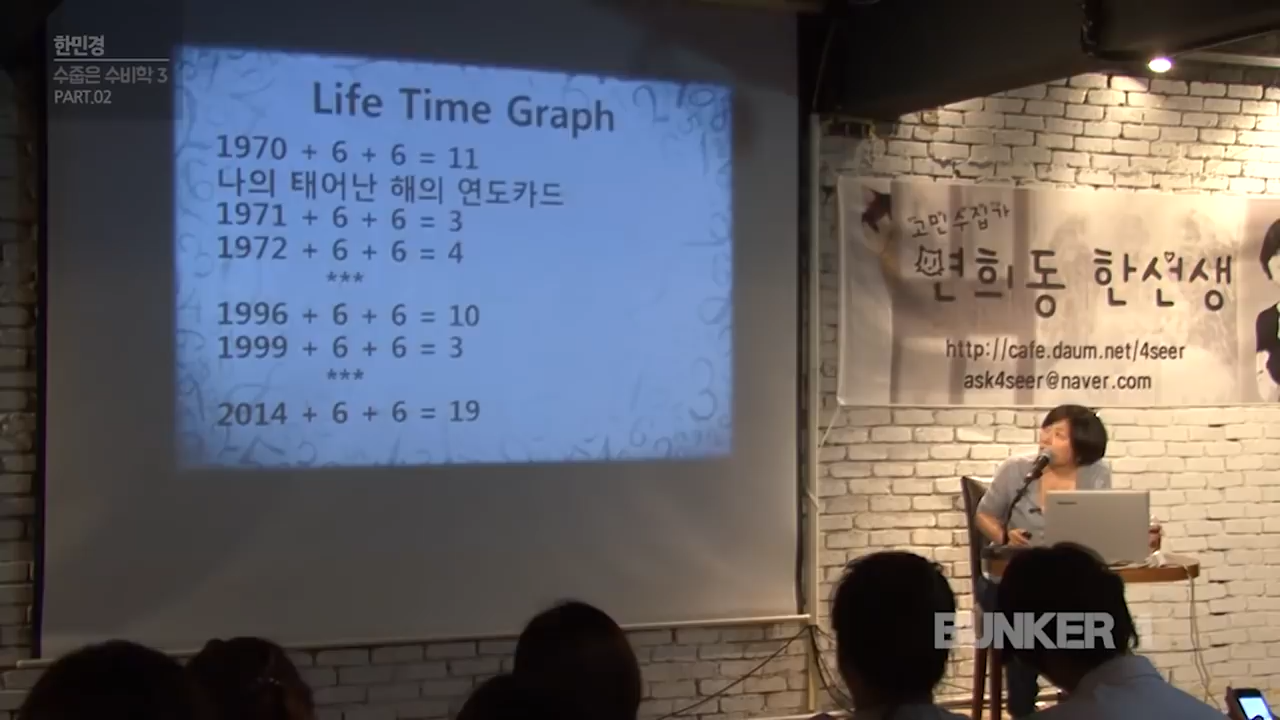 한민경
수줍은 수비학 3
PART.02
Life Time Graph
1970 + 6 + 6 = 11
나의 태어난 해의 연도카드
1971 + 6 + 6 = 3
1972 + 6 + 6 = 4
***
1996 + 6 + 6 = 10
1999 + 6 + 6 = 3
***
2014 + 6 + 6 = 19
고민수집가
연희동 한선생
http://cafe.daum.net/4seer
ask4seer@naver.com
BUNKER 1